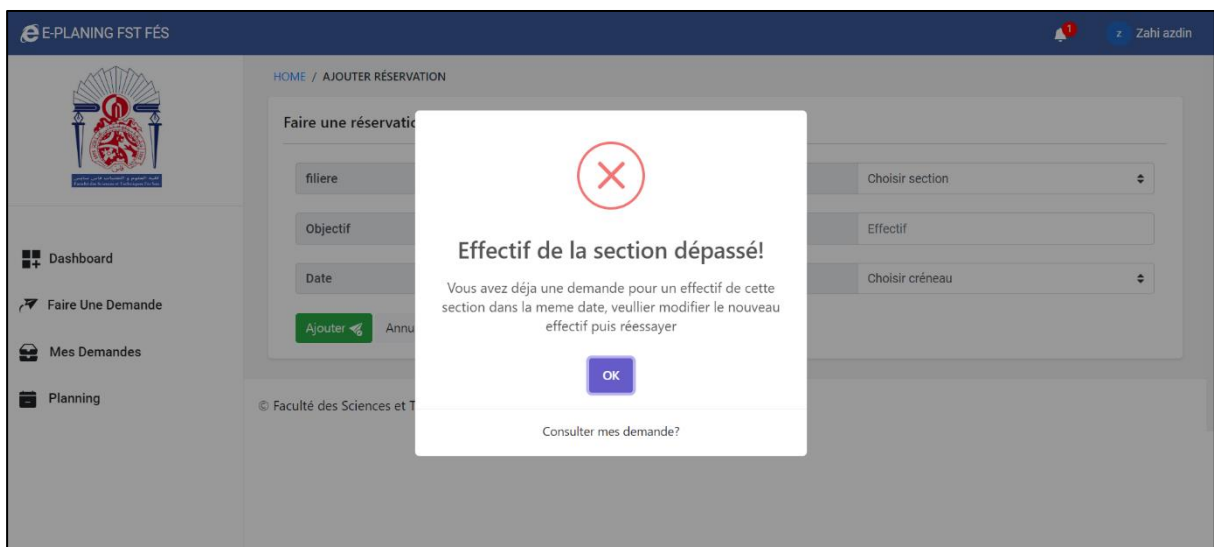 E-PLANING FST FÉS
1
z
Zahi azdin
HOME / AJOUTER RÉSERVATION
Faire une réservatio
filiere
Choisir section
Objectif
Effectif
Date
Choisir créneau
Ajouter
Annu
Dashboard
Faire Une Demande
Mes Demandes
Planning
© Faculté des Sciences et T
Effectif de la section dépassé!
Vous avez déja une demande pour un effectif de cette
section dans la meme date, veullier modifier le nouveau
effectif puis réessayer
OK
Consulter mes demande?